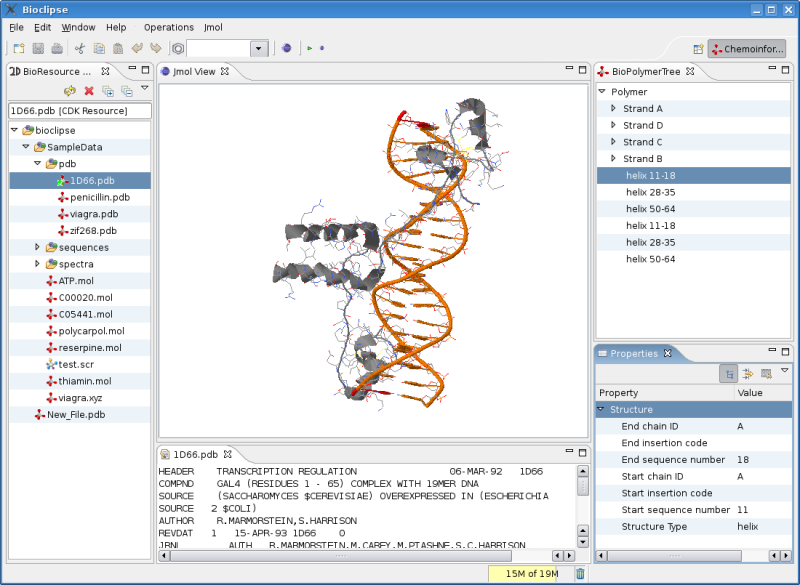 Bioclipse
File Edit Window Help Operations Jmol
Chemoinfor...
BioResource ...
1D66.pdb [CDK Resource]
bioclipse
SampleData
pdb
1D66.pdb
penicillin.pdb
viagra.pdb
zif268.pdb
sequences
spectra
ATP.mol
C00020.mol
C05441.mol
polycarpol.mol
reserpine.mol
test.scr
thiamin.mol
viagra.xyz
New_File.pdb
Jmol View
1D66.pdb
HEADER TRANSCRIPTION REGULATION 06-MAR-92 1D66
COMPND GAL4 (RESIDUES 1 - 65) COMPLEX WITH 19MER DNA
SOURCE (SACCHAROMYCES $CEREVISIAE) OVEREXPRESSED IN (ESCHERICHIA
SOURCE 2 $COLI)
AUTHOR R.MARMORSTEIN,S.HARRISON
REVDAT 1 15-APR-93 1D66 0
JRNL AUTH R.MARMORSTEIN,M.CAREY,M.PTASHNE,S.C.HARRISON
BioPolymerTree
Polymer
Strand A
Strand D
Strand C
Strand B
helix 11-18
helix 28-35
helix 50-64
helix 11-18
helix 28-35
helix 50-64
Properties
Property Value
Structure
End chain ID A
End insertion code
End sequence number 18
Start chain ID A
Start insertion code
Start sequence number 11
Structure Type helix
15M of 19M